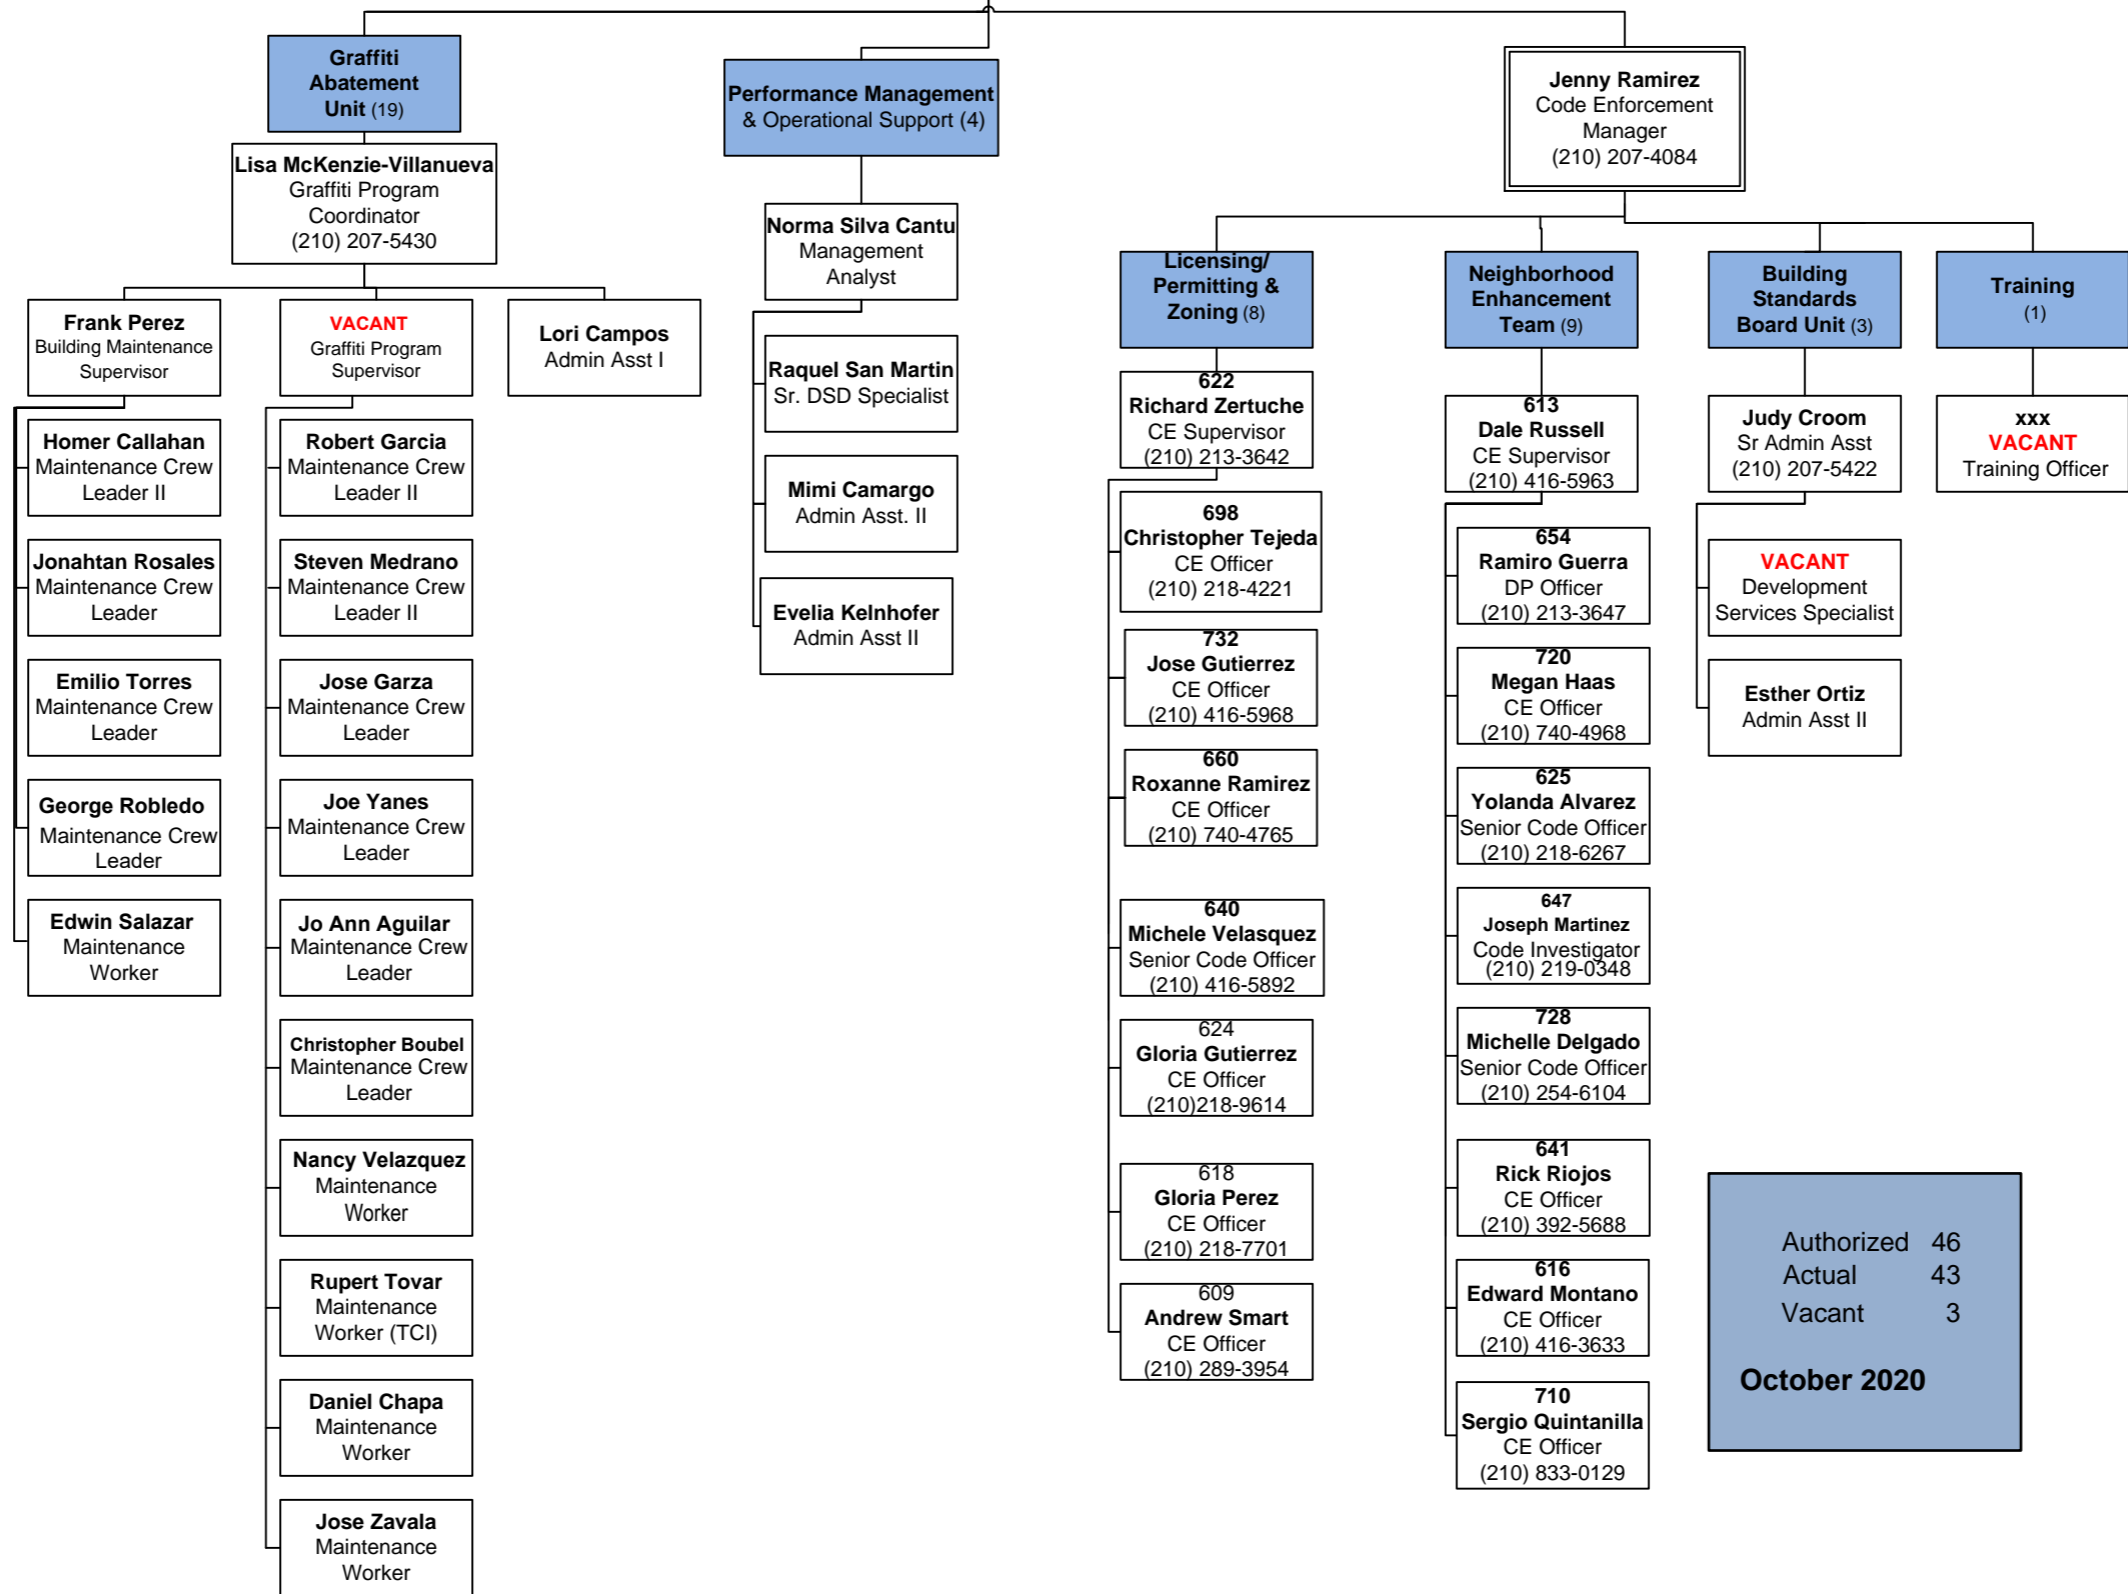 Graffiti
Abatement
Unit (19)
Lisa McKenzie-Villanueva
Graffiti Program
Coordinator
(210) 207-5430
Frank Perez
Building Maintenance
Supervisor
Homer Callahan
Maintenance Crew
Leader II
Jonahtan Rosales
Maintenance Crew
Leader
Emilio Torres
Maintenance Crew
Leader
George Robledo
Maintenance Crew
Leader
Edwin Salazar
Maintenance
Worker
VACANT
Graffiti Program
Supervisor
Robert Garcia
Maintenance Crew
Leader II
Steven Medrano
Maintenance Crew
Leader II
Jose Garza
Maintenance Crew
Leader
Joe Yanes
Maintenance Crew
Leader
Jo Ann Aguilar
Maintenance Crew
Leader
Christopher Boubel
Maintenance Crew
Leader
Nancy Velazquez
Maintenance
Worker
Rupert Tovar
Maintenance
Worker (TCI)
Daniel Chapa
Maintenance
Worker
Jose Zavala
Maintenance
Worker
Lori Campos
Admin Asst I
Performance Management
& Operational Support (4)
Norma Silva Cantu
Management
Analyst
Raquel San Martin
Sr. DSD Specialist
Mimi Camargo
Admin Asst. II
Evelia Kelnhofer
Admin Asst II
Jenny Ramirez
Code Enforcement
Manager
(210) 207-4084
Licensing/
Permitting &
Zoning (8)
622
Richard Zertuche
CE Supervisor
(210) 213-3642
698
Christopher Tejeda
CE Officer
(210) 218-4221
732
Jose Gutierrez
CE Officer
(210) 416-5968
660
Roxanne Ramirez
CE Officer
(210) 740-4765
640
Michele Velasquez
Senior Code Officer
(210) 416-5892
624
Gloria Gutierrez
CE Officer
(210)218-9614
618
Gloria Perez
CE Officer
(210) 218-7701
609
Andrew Smart
CE Officer
(210) 289-3954
Neighborhood
Enhancement
Team (9)
613
Dale Russell
CE Supervisor
(210) 416-5963
654
Ramiro Guerra
DP Officer
(210) 213-3647
720
Megan Haas
CE Officer
(210) 740-4968
625
Yolanda Alvarez
Senior Code Officer
(210) 218-6267
647
Joseph Martinez
Code Investigator
(210) 219-0348
728
Michelle Delgado
Senior Code Officer
(210) 254-6104
641
Rick Riojos
CE Officer
(210) 392-5688
616
Edward Montano
CE Officer
(210) 416-3633
710
Sergio Quintanilla
CE Officer
(210) 833-0129
Building
Standards
Board Unit (3)
Judy Croom
Sr Admin Asst
(210) 207-5422
VACANT
Development
Services Specialist
Esther Ortiz
Admin Asst II
Training
(1)
xxx
VACANT
Training Officer
Authorized 46
Actual 43
Vacant 3
October 2020